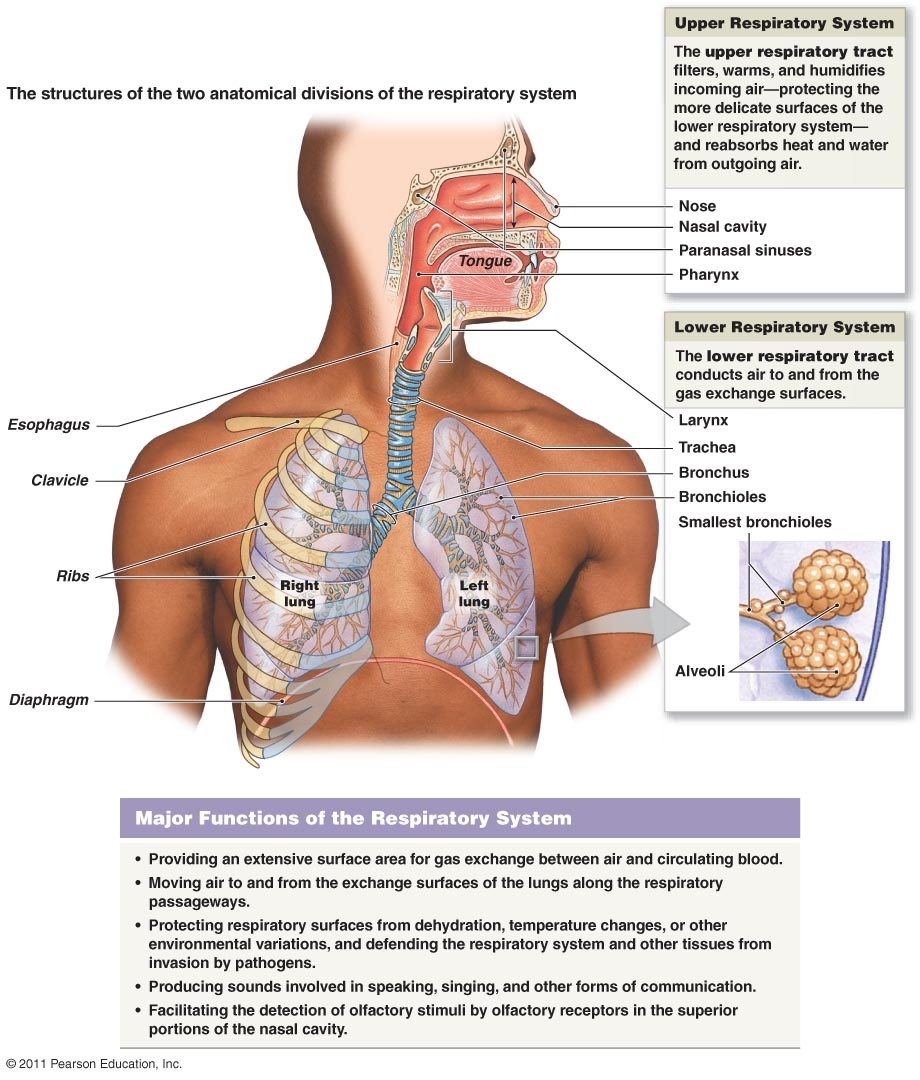 The structures of the two anatomical divisions of the respiratory system
Upper Respiratory System
The upper respiratory tract
filters, warms, and humidifies
incoming air—protecting the
more delicate surfaces of the
lower respiratory system—
and reabsorbs heat and water
from outgoing air.
Nose
Nasal cavity
Paranasal sinuses
Pharynx
Tongue
Lower Respiratory System
The lower respiratory tract
conducts air to and from the
gas exchange surfaces.
Larynx
Trachea
Bronchus
Bronchioles
Smallest bronchioles
Alveoli
Esophagus
Clavicle
Ribs
Diaphragm
Right
lung
Left
lung
Major Functions of the Respiratory System
• Providing an extensive surface area for gas exchange between air and circulating blood.
• Moving air to and from the exchange surfaces of the lungs along the respiratory
passageways.
• Protecting respiratory surfaces from dehydration, temperature changes, or other
environmental variations, and defending the respiratory system and other tissues from
invasion by pathogens.
• Producing sounds involved in speaking, singing, and other forms of communication.
• Facilitating the detection of olfactory stimuli by olfactory receptors in the superior
portions of the nasal cavity.
© 2011 Pearson Education, Inc.